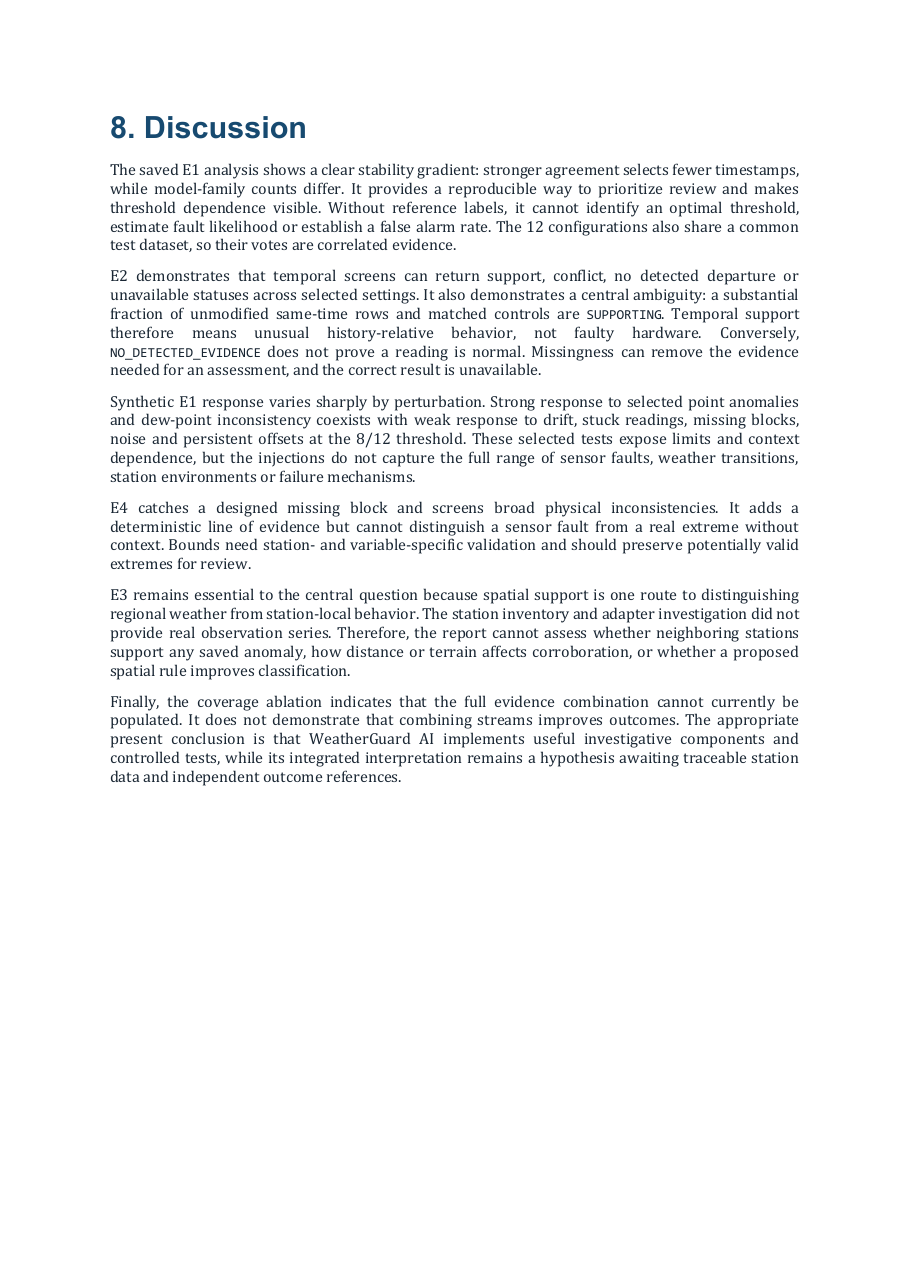 8. Discussion
The saved E1 analysis shows a clear stability gradient: stronger agreement selects fewer timestamps,
while model-family counts differ. It provides a reproducible way to prioritize review and makes
threshold dependence visible. Without reference labels, it cannot identify an optimal threshold,
estimate fault likelihood or establish a false alarm rate. The 12 configurations also share a common
test dataset, so their votes are correlated evidence.
E2 demonstrates that temporal screens can return support, conflict, no detected departure or
unavailable statuses across selected settings. It also demonstrates a central ambiguity: a substantial
fraction of unmodified same-time rows and matched controls are SUPPORTING. Temporal support
therefore means unusual history-relative behavior, not faulty hardware. Conversely,
NO_DETECTED_EVIDENCE does not prove a reading is normal. Missingness can remove the evidence
needed for an assessment, and the correct result is unavailable.
Synthetic E1 response varies sharply by perturbation. Strong response to selected point anomalies
and dew-point inconsistency coexists with weak response to drift, stuck readings, missing blocks,
noise and persistent offsets at the 8/12 threshold. These selected tests expose limits and context
dependence, but the injections do not capture the full range of sensor faults, weather transitions,
station environments or failure mechanisms.
E4 catches a designed missing block and screens broad physical inconsistencies. It adds a
deterministic line of evidence but cannot distinguish a sensor fault from a real extreme without
context. Bounds need station- and variable-specific validation and should preserve potentially valid
extremes for review.
E3 remains essential to the central question because spatial support is one route to distinguishing
regional weather from station-local behavior. The station inventory and adapter investigation did not
provide real observation series. Therefore, the report cannot assess whether neighboring stations
support any saved anomaly, how distance or terrain affects corroboration, or whether a proposed
spatial rule improves classification.
Finally, the coverage ablation indicates that the full evidence combination cannot currently be
populated. It does not demonstrate that combining streams improves outcomes. The appropriate
present conclusion is that WeatherGuard AI implements useful investigative components and
controlled tests, while its integrated interpretation remains a hypothesis awaiting traceable station
data and independent outcome references.